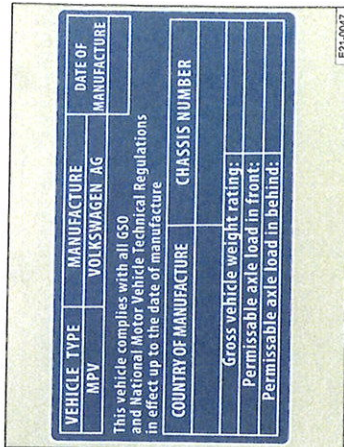 VEHICLE TYPE MANUFACTURE DATE OF
MANUFACTURE
MPV VOLKSWAGEN AG
This vehicle complies with all GSO
and National Motor Vehicle Technical Regulations
in effect up to the date of manufacture
COUNTRY OF MANUFACTURE CHASSIS NUMBER
Gross vehicle weight rating:
Permissable axle load in front:
Permissable axle load in behind: